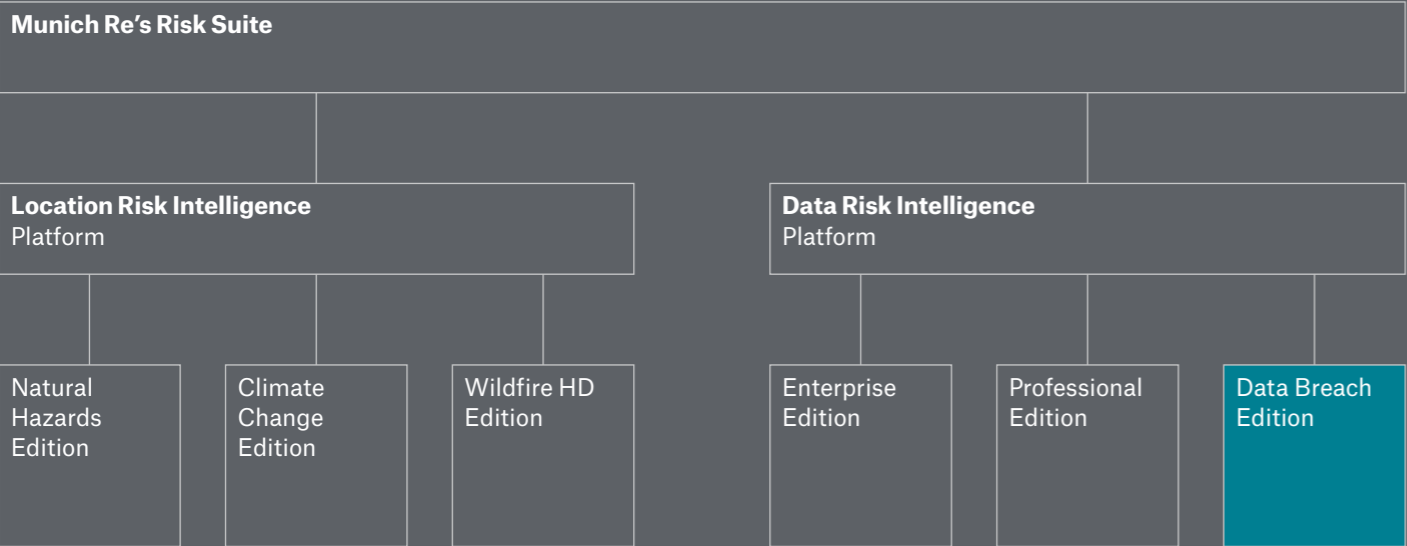 Munich Re’s Risk Suite
Location Risk Intelligence
Platform
Data Risk Intelligence
Platform
Natural
Hazards
Edition
Climate
Change
Edition
Wildfire HD
Edition
Enterprise
Edition
Professional
Edition
Data Breach
Edition